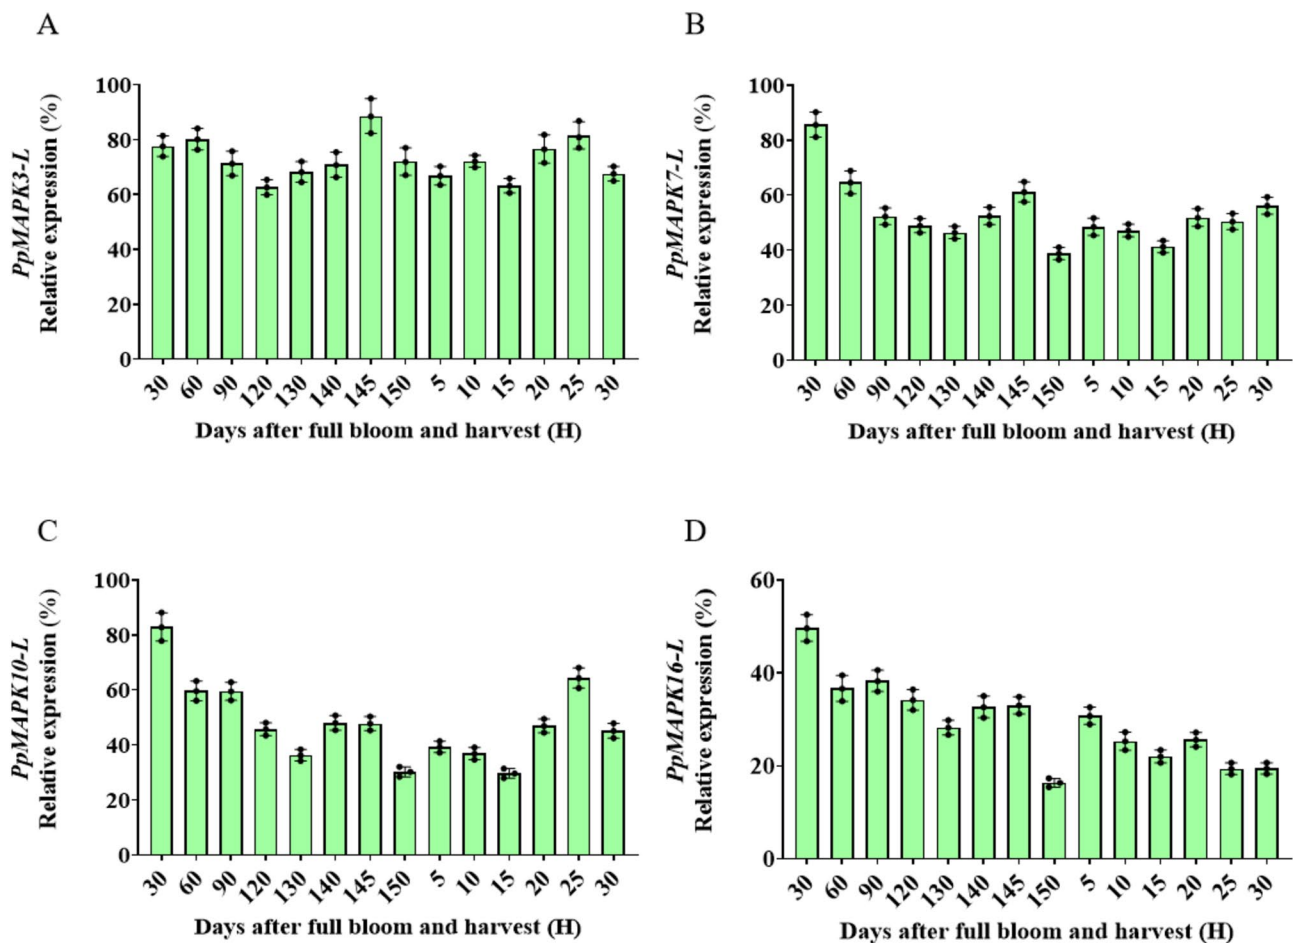 A
PpMAPK3-L
Relative expression (%)
100
80
60
40
20
0
30 60 90 120 130 140 145 150 5 10 15 20 25 30
Days after full bloom and harvest (H)
B
PpMAPK7-L
Relative expression (%)
100
80
60
40
20
0
30 60 90 120 130 140 145 150 5 10 15 20 25 30
Days after full bloom and harvest (H)
C
PpMAPK10-L
Relative expression (%)
100
80
60
40
20
0
30 60 90 120 130 140 145 150 5 10 15 20 25 30
Days after full bloom and harvest (H)
D
PpMAPK16-L
Relative expression (%)
60
40
20
0
30 60 90 120 130 140 145 150 5 10 15 20 25 30
Days after full bloom and harvest (H)